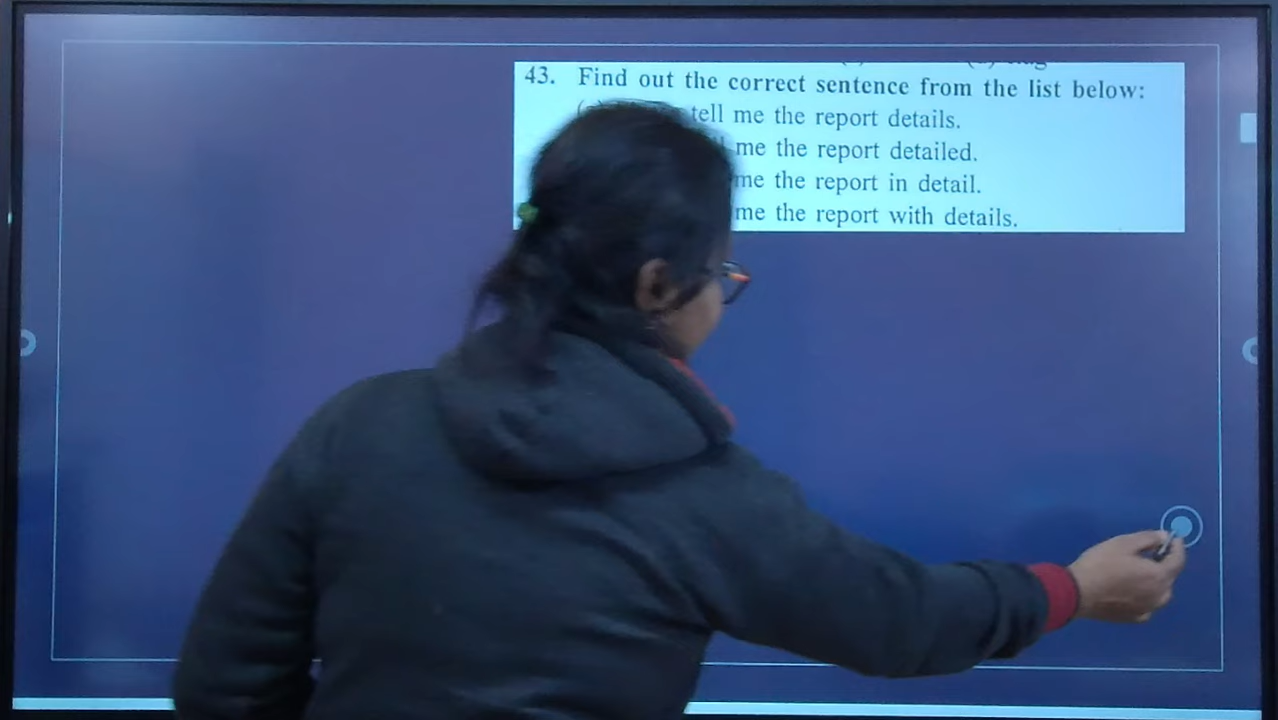 43. Find out the correct sentence from the list below:
tell me the report details.
me the report detailed.
me the report in detail.
me the report with details.